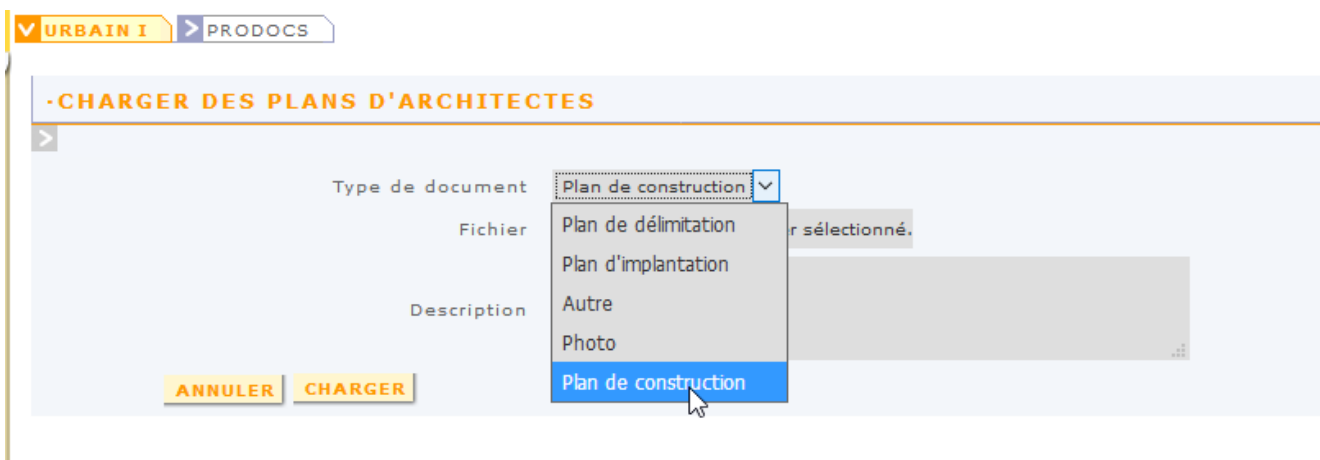 URBAIN I PRODOCS
·CHARGER DES PLANS D'ARCHITECTES
Type de document Plan de construction
Fichier sélectionné.
Plan de délimitation
Plan d'implantation
Autre
Description
Photo
Plan de construction
ANNULER CHARGER